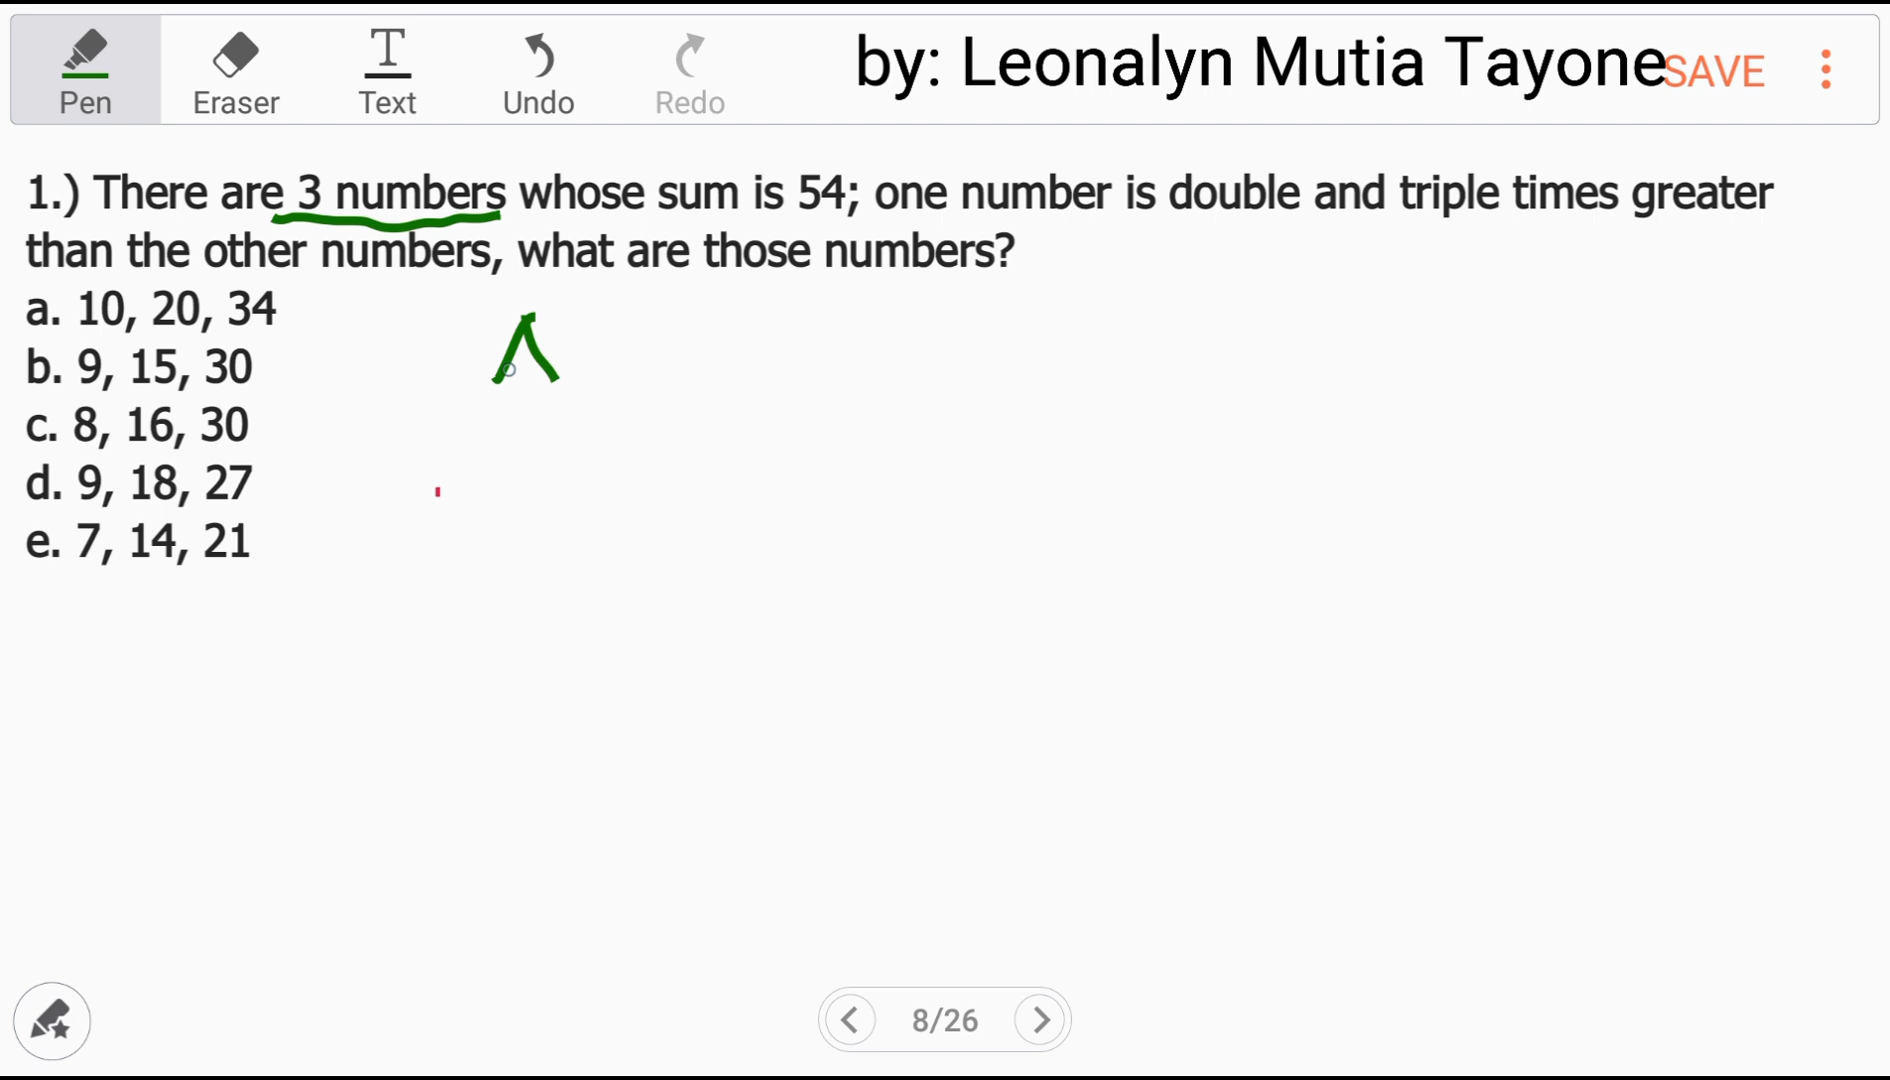 Pen Eraser Text Undo Redo by: Leonalyn Mutia Tayone SAVE
1.) There are 3 numbers whose sum is 54; one number is double and triple times greater
than the other numbers, what are those numbers?
a. 10, 20, 34
b. 9, 15, 30
c. 8, 16, 30
d. 9, 18, 27
e. 7, 14, 21
8/26